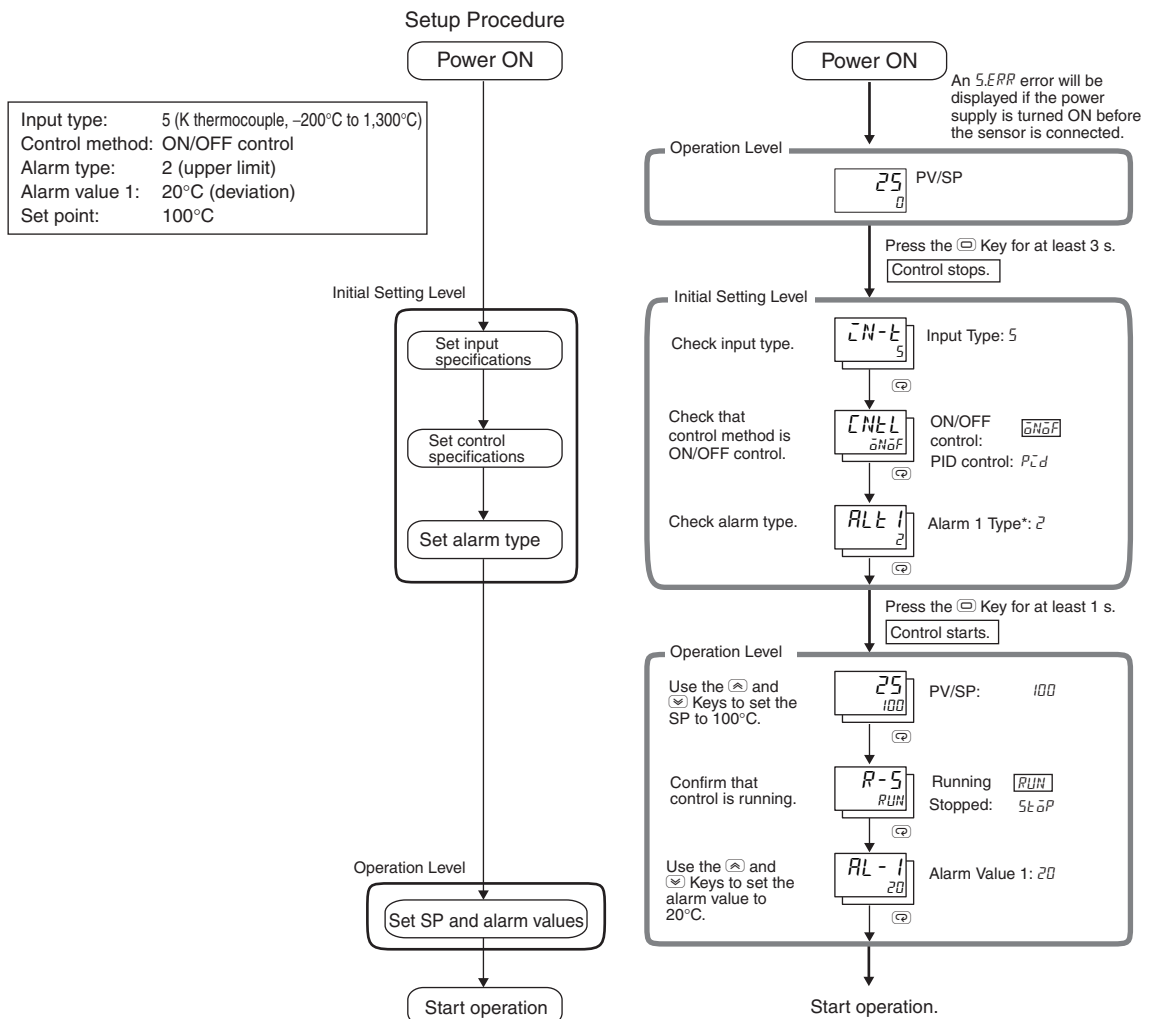 Setup Procedure
Power ON
Input type: 5 (K thermocouple, −200°C to 1,300°C)
Control method: ON/OFF control
Alarm type: 2 (upper limit)
Alarm value 1: 20°C (deviation)
Set point: 100°C
Initial Setting Level
Set input
specifications
Set control
specifications
Set alarm type
Operation Level
Set SP and alarm values
Start operation
Power ON
An S.ERR error will be
displayed if the power
supply is turned ON before
the sensor is connected.
Operation Level
25
0
PV/SP
Press the Key for at least 3 s.
Control stops.
Initial Setting Level
Check input type.
IN-t
5
Input Type: 5
Check that
control method is
ON/OFF control.
CNtL
oNoF
ON/OFF
control: oNoF
PID control: PId
Check alarm type.
ALt1
2
Alarm 1 Type*: 2
Press the Key for at least 1 s.
Control starts.
Operation Level
Use the and
Keys to set the
SP to 100°C.
25
100
PV/SP: 100
Confirm that
control is running.
R-S
RUN
Running RUN
Stopped: StoP
Use the and
Keys to set the
alarm value to
20°C.
AL-1
20
Alarm Value 1: 20
Start operation.